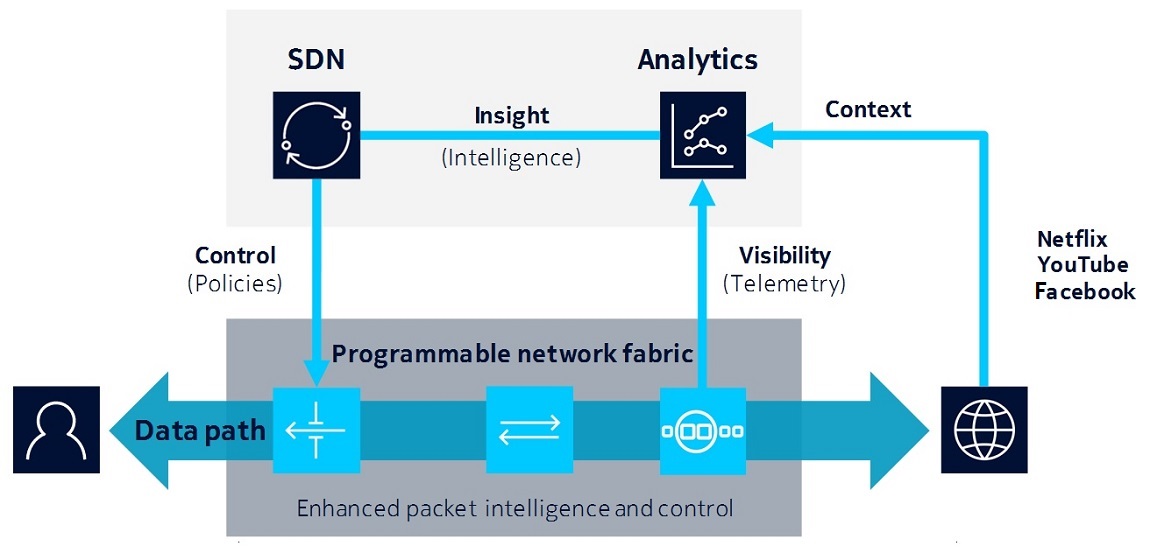 SDN
Analytics
Insight
(Intelligence)
Context
Control
(Policies)
Visibility
(Telemetry)
Netflix
YouTube
Facebook
Programmable network fabric
Data path
Enhanced packet intelligence and control